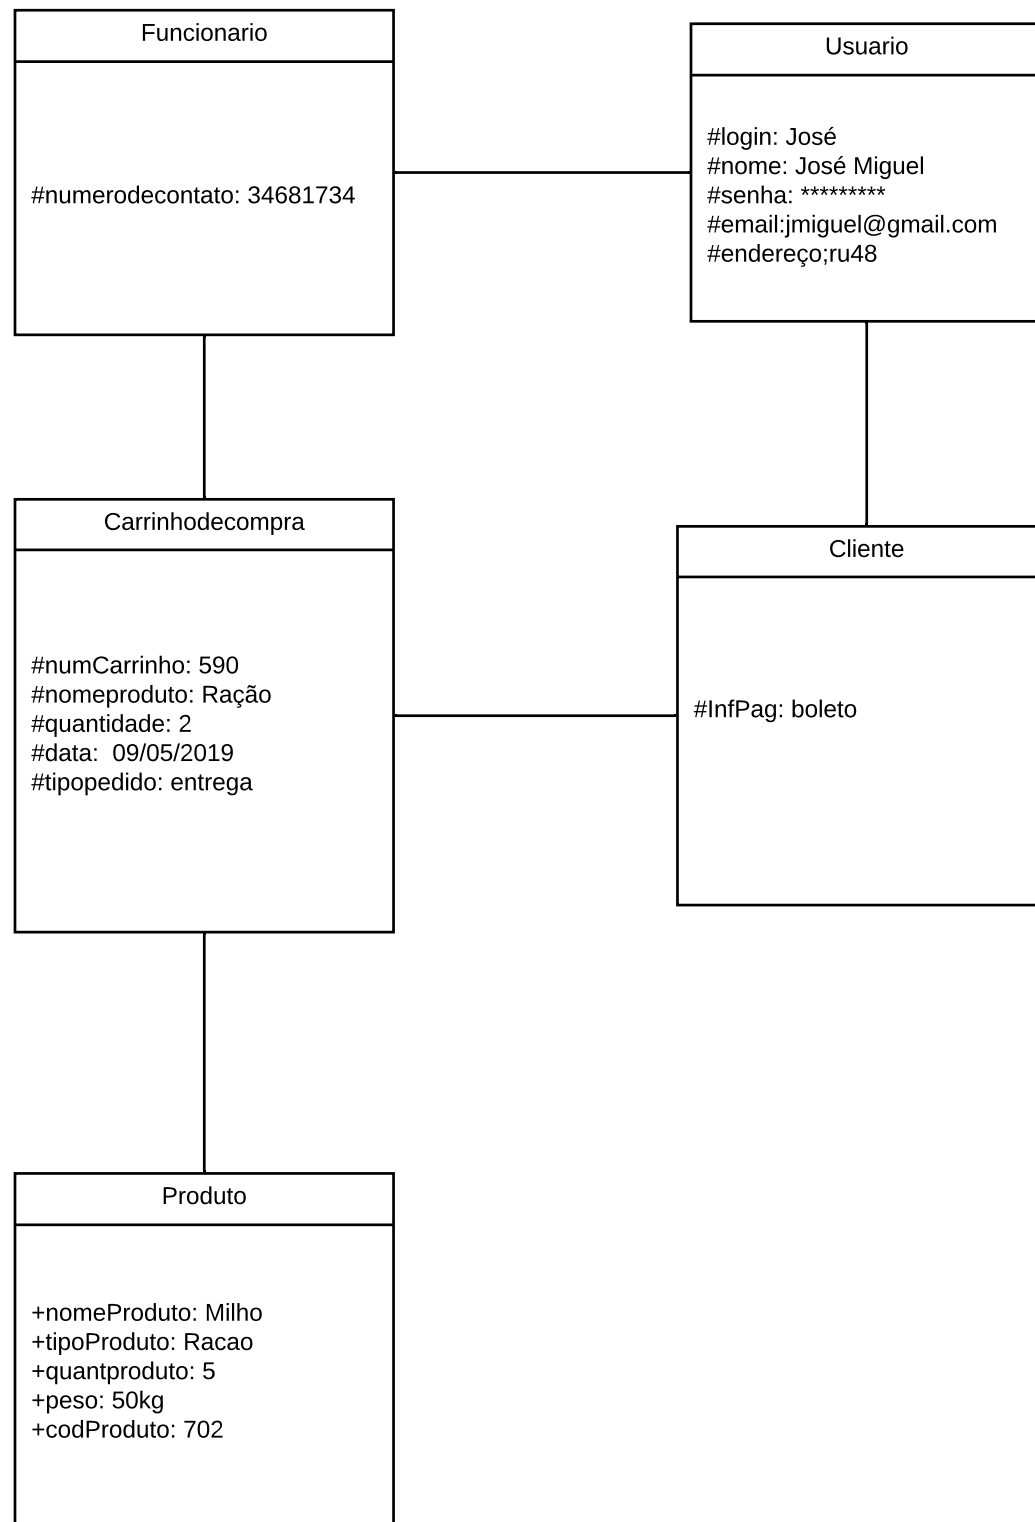 Funcionario
#numerodecontato: 34681734
Usuario
#login: José
#nome: José Miguel
#senha: *********
#email:jmiguel@gmail.com
#endereço;ru48
Carrinhodecompra
#numCarrinho: 590
#nomeproduto: Ração
#quantidade: 2
#data:  09/05/2019
#tipopedido: entrega
Cliente
#InfPag: boleto
Produto
+nomeProduto: Milho
+tipoProduto: Racao
+quantproduto: 5
+peso: 50kg
+codProduto: 702